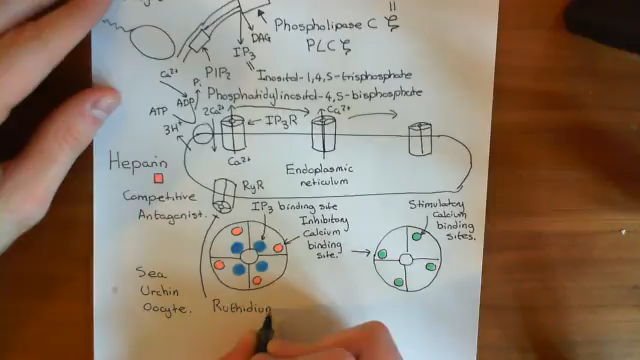 Phospholipase C ζ
DAG
PLC ζ
IP3
PIP2
Inositol-1,4,5-trisphosphate
Phosphatidylinositol-4,5-bisphosphate
Ca2+
Pi
ADP
ATP
3H+
2Ca2+
IP3R
Ca2+
Ca2+
Heparin
Endoplasmic
reticulum
RyR
Competitive
Antagonist.
IP3 binding site
Inhibitory
Calcium
binding
site.
Stimulatory
Calcium
binding
sites.
Sea
Urchin
Oocyte.
Ruthidium